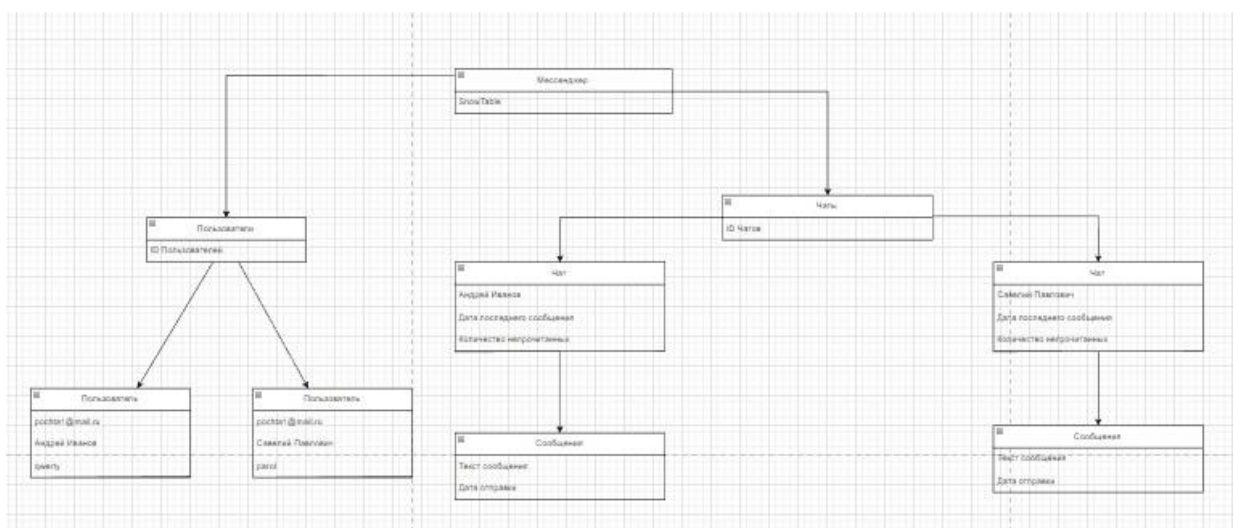 Мессенджер
SnowTable
Чаты
ID Чатов
Пользователи
ID Пользователей
Чат
Андрей Иванов
Дата последнего сообщения
Количество непрочитанных
Чат
Савелий Павлович
Дата последнего сообщения
Количество непрочитанных
Пользователь
pochta1@mail.ru
Андрей Иванов
qwerty
Пользователь
pochta1@mail.ru
Савелий Павлович
parol
Сообщения
Текст сообщения
Дата отправки
Сообщения
Текст сообщения
Дата отправки